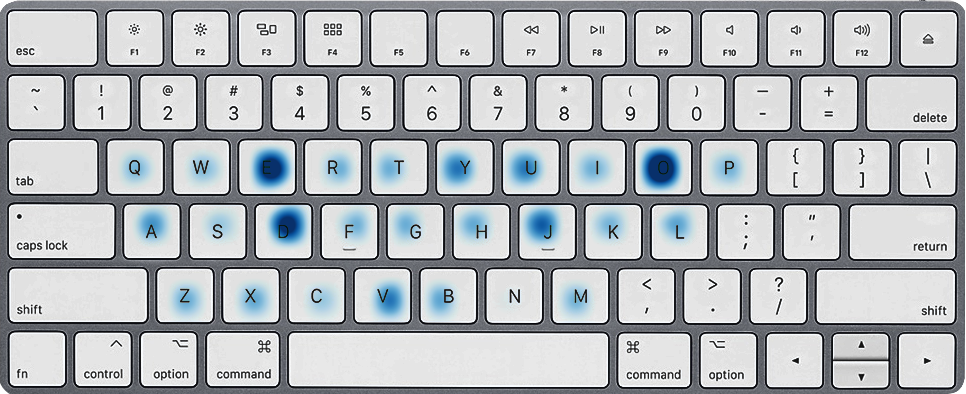 esc F1 F2 F3 F4 F5 F6 F7 F8 F9 F10 F11 F12
~ ! @ # $ % ^ & * ( ) — +
` 1 2 3 4 5 6 7 8 9 0 - = delete
tab Q W E R T Y U I O P { [ } ] | \
caps lock A S D F G H J K L : ; " ' return
shift Z X C V B N M < , > . ? / shift
fn control option command command option